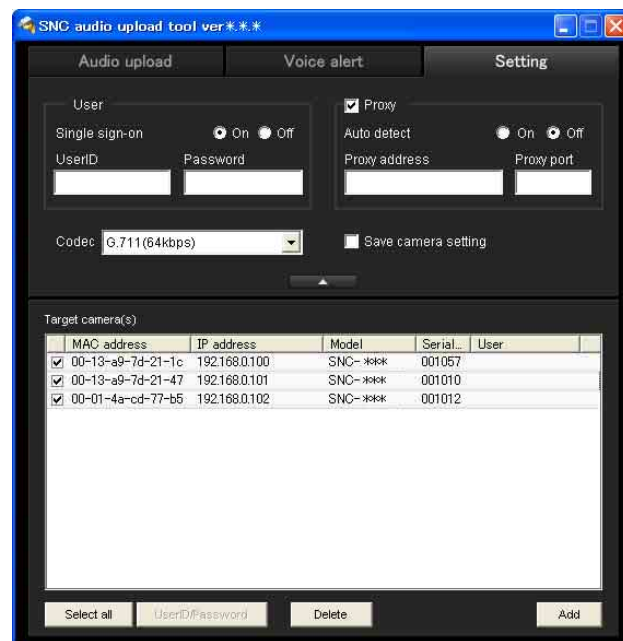 SNC audio upload tool ver*.*.*
Audio upload Voice alert Setting
User Proxy
Single sign-on On Off Auto detect On Off
UserID Password Proxy address Proxy port
Codec G.711(64kbps) Save camera setting
Target camera(s)
MAC address IP address Model Serial... User
00-13-a9-7d-21-1c 192.168.0.100 SNC-*** 001057
00-13-a9-7d-21-47 192.168.0.101 SNC-*** 001010
00-01-4a-cd-77-b5 192.168.0.102 SNC-*** 001012
Select all UserID/Password Delete Add